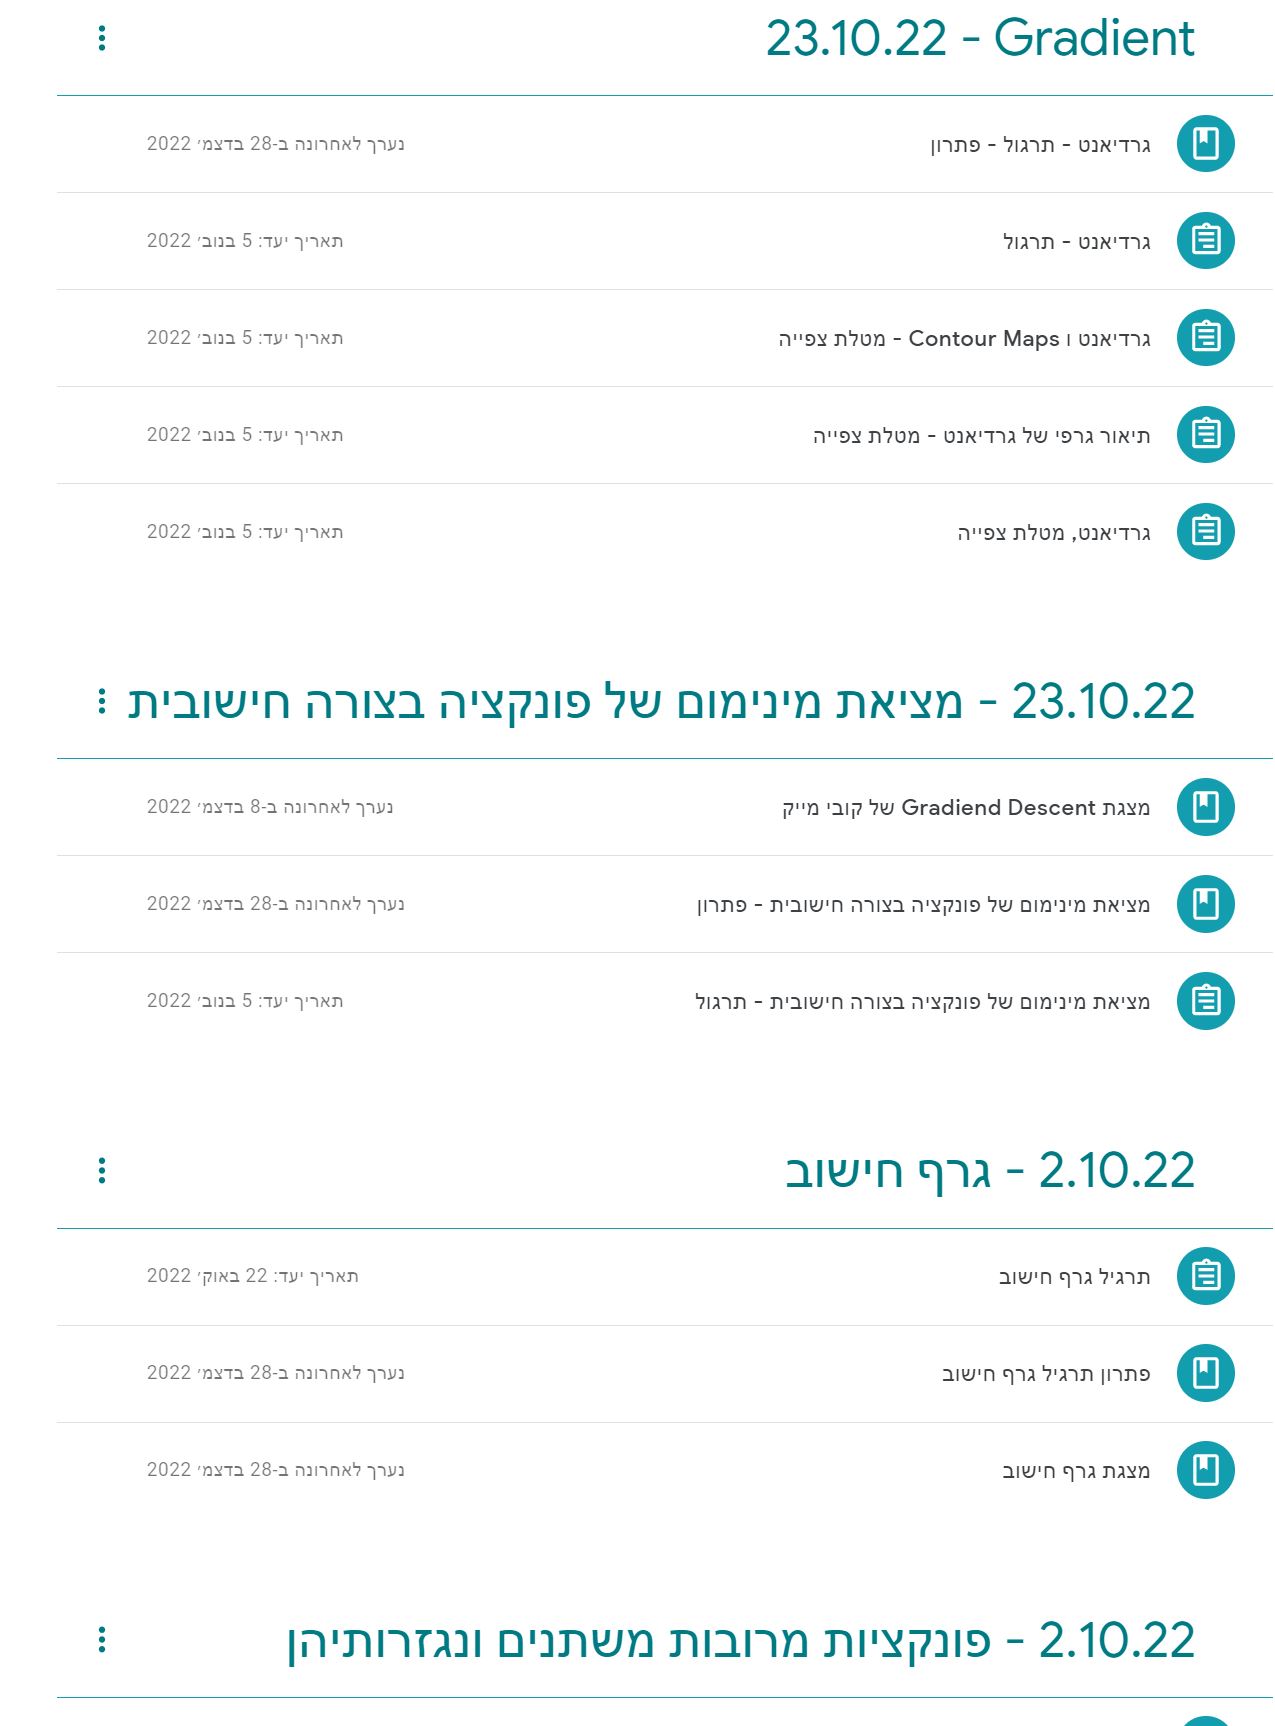 23.10.22 - Gradient
גרדיאנט - תרגול - פתרון
נערך לאחרונה ב-28 בדצמ׳ 2022
גרדיאנט - תרגול
תאריך יעד: 5 בנוב׳ 2022
גרדיאנט ו Contour Maps - מטלת צפייה
תאריך יעד: 5 בנוב׳ 2022
תיאור גרפי של גרדיאנט - מטלת צפייה
תאריך יעד: 5 בנוב׳ 2022
גרדיאנט, מטלת צפייה
תאריך יעד: 5 בנוב׳ 2022
23.10.22 - מציאת מינימום של פונקציה בצורה חישובית
מצגת Gradiend Descent של קובי מייק
נערך לאחרונה ב-8 בדצמ׳ 2022
מציאת מינימום של פונקציה בצורה חישובית - פתרון
נערך לאחרונה ב-28 בדצמ׳ 2022
מציאת מינימום של פונקציה בצורה חישובית - תרגול
תאריך יעד: 5 בנוב׳ 2022
2.10.22 - גרף חישוב
תרגיל גרף חישוב
תאריך יעד: 22 באוק׳ 2022
פתרון תרגיל גרף חישוב
נערך לאחרונה ב-28 בדצמ׳ 2022
מצגת גרף חישוב
נערך לאחרונה ב-28 בדצמ׳ 2022
2.10.22 - פונקציות מרובות משתנים ונגזרותיהן